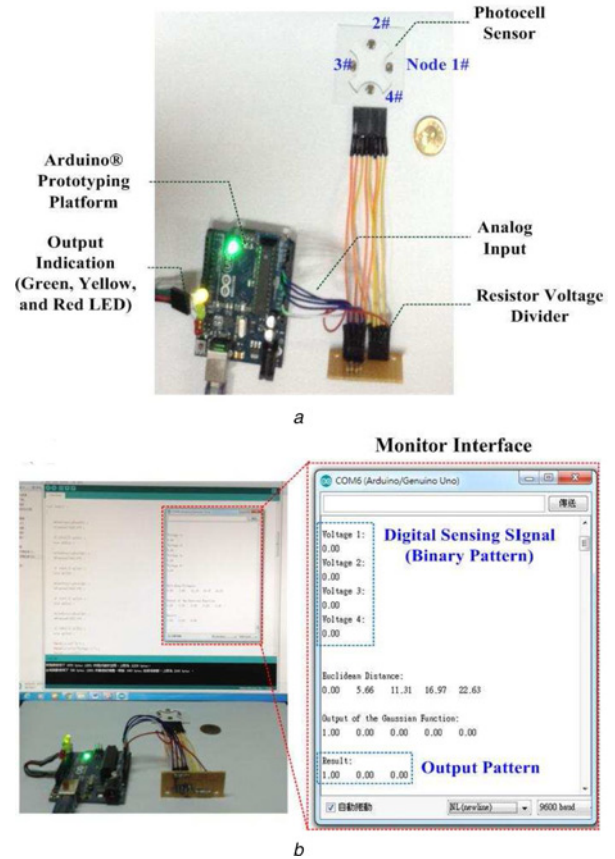 Photocell
Sensor
2#
3#
Node 1#
4#
Arduino®
Prototyping
Platform
Output
Indication
(Green, Yellow,
and Red LED)
Analog
Input
Resistor Voltage
Divider
a
Monitor Interface
COM6 (Arduino/Genuino Uno)
傳送
Voltage 1:
0.00
Voltage 2:
0.00
Voltage 3:
0.00
Voltage 4:
0.00
Digital Sensing SIgnal
(Binary Pattern)
Euclidean Distance:
0.00 5.66 11.31 16.97 22.63
Output of the Gaussian Function:
1.00 0.00 0.00 0.00 0.00
Result:
1.00 0.00 0.00
Output Pattern
自動捲動
NL(newline)
9600 baud
b